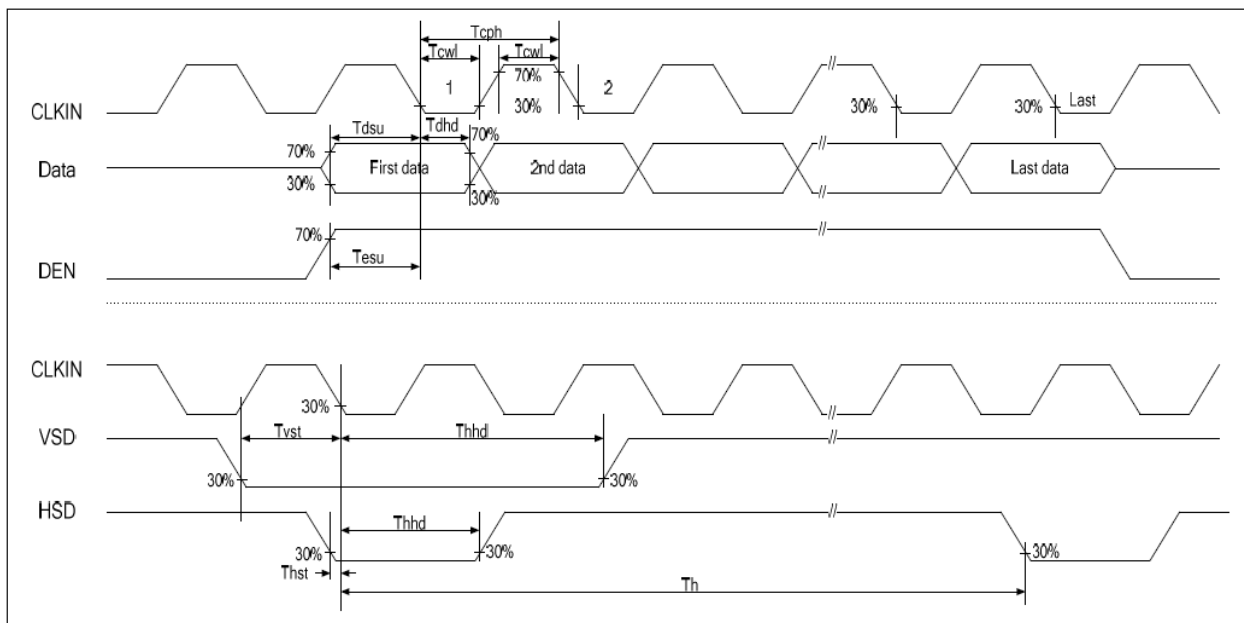 Tcph
Tcwl Tcwl
1 70% 2
CLKIN 30% 30% 30% Last
Tdsu Tdhd
70% 70%
Data First data 2nd data // Last data
30% 30%
70% //
DEN Tesu
CLKIN
30% //
VSD Tvst Thhdl //
30% 30%
HSD //
Thhd
30% 30% 30%
Thst
Th